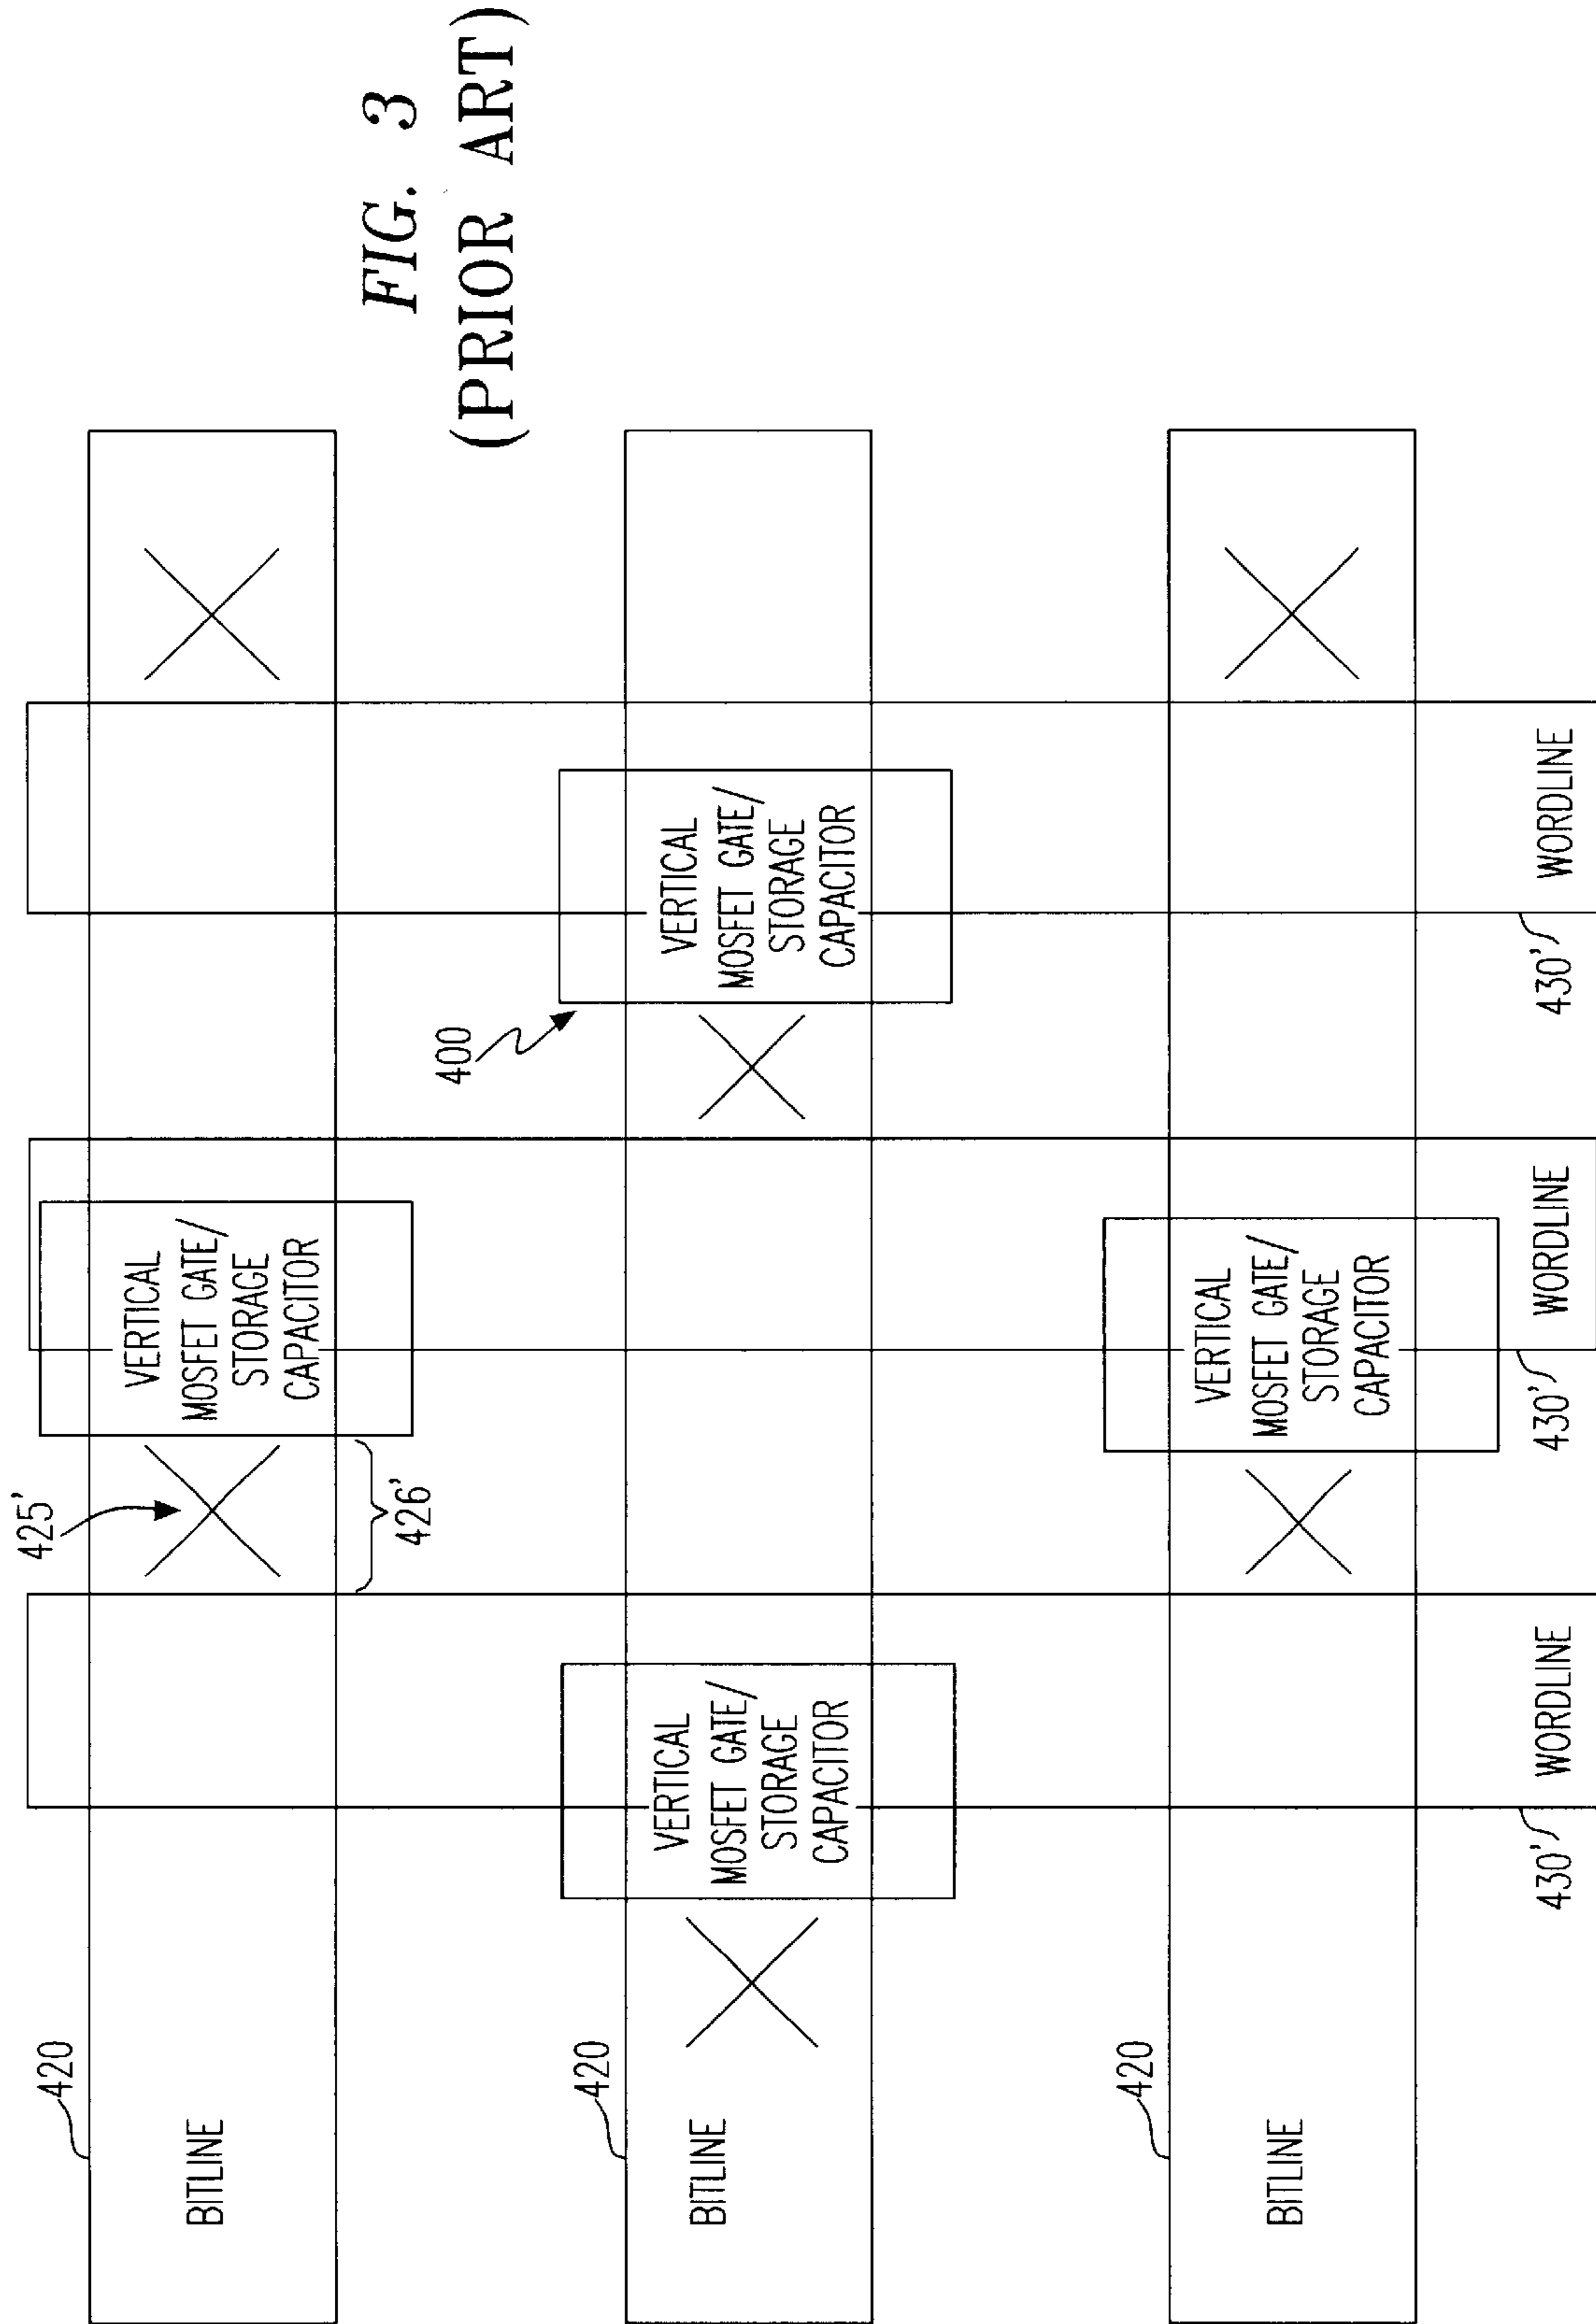 420
BITLINE
425'
VERTICAL
MOSFET GATE/
STORAGE
CAPACITOR
426'
FIG. 3
(PRIOR ART)
400
420
BITLINE
VERTICAL
MOSFET GATE/
STORAGE
CAPACITOR
VERTICAL
MOSFET GATE/
STORAGE
CAPACITOR
420
BITLINE
VERTICAL
MOSFET GATE/
STORAGE
CAPACITOR
430'
WORDLINE
430'
WORDLINE
430'
WORDLINE